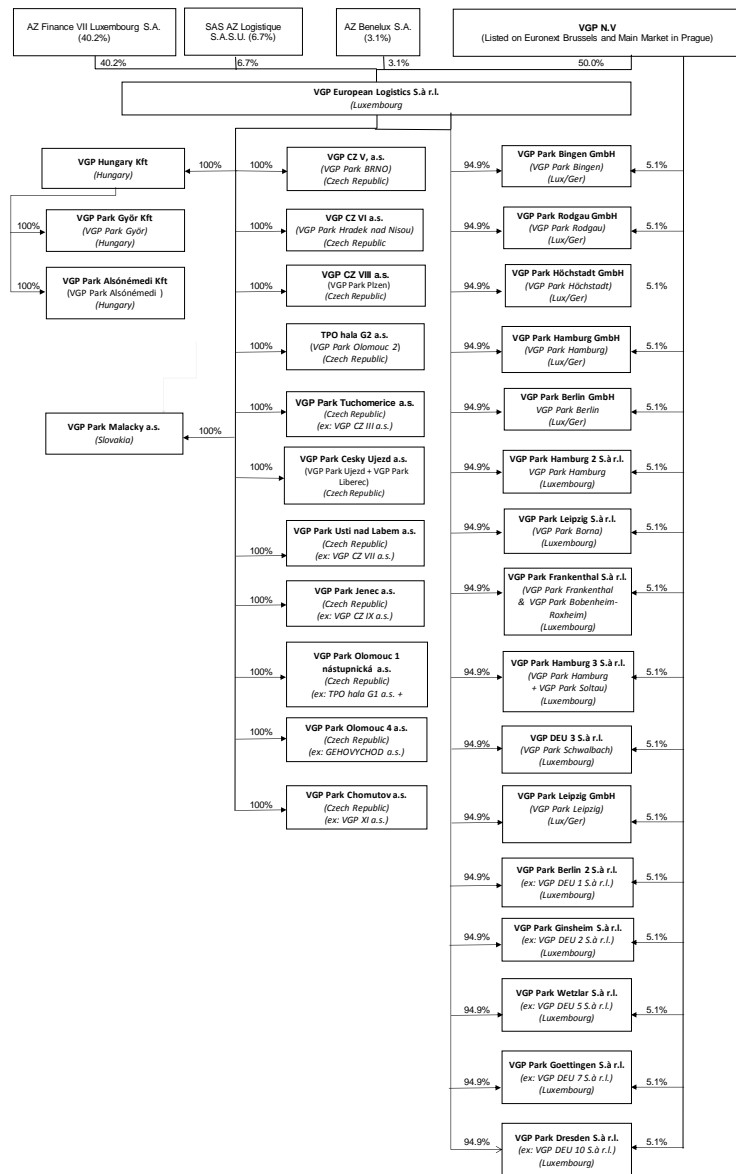 AZ Finance VII Luxembourg S.A.
(40.2%)
SAS AZ Logistique
S.A.S.U. (6.7%)
AZ Benelux S.A.
(3.1%)
VGP N.V
(Listed on Euronext Brussels and Main Market in Prague)
40.2%
6.7%
3.1%
50.0%
VGP European Logistics S.à r.l.
(Luxembourg
VGP Hungary Kft
(Hungary)
100%
100%
VGP Park Györ Kft
(VGP Park Györ)
(Hungary)
100%
VGP Park Alsónémedi Kft
(VGP Park Alsónémedi )
(Hungary)
VGP Park Malacky a.s.
(Slovakia)
100%
100%
VGP CZ V, a.s.
(VGP Park BRNO)
(Czech Republic)
100%
VGP CZ VI a.s.
(VGP Park Hradek nad Nisou)
(Czech Republic
100%
VGP CZ VIII a.s.
(VGP Park Plzen)
(Czech Republic)
100%
TPO hala G2 a.s.
(VGP Park Olomouc 2)
(Czech Republic)
100%
VGP Park Tuchomerice a.s.
(Czech Republic)
(ex: VGP CZ III a.s.)
100%
VGP Park Cesky Ujezd a.s.
(VGP Park Ujezd + VGP Park
Liberec)
(Czech Republic)
100%
VGP Park Usti nad Labem a.s.
(Czech Republic)
(ex: VGP CZ VII a.s.)
100%
VGP Park Jenec a.s.
(Czech Republic)
(ex: VGP CZ IX a.s.)
100%
VGP Park Olomouc 1
nástupnická a.s.
(Czech Republic)
(ex: TPO hala G1 a.s. +
100%
VGP Park Olomouc 4 a.s.
(Czech Republic)
(ex: GEHOVYCHOD a.s.)
100%
VGP Park Chomutov a.s.
(Czech Republic)
(ex: VGP XI a.s.)
94.9%
VGP Park Bingen GmbH
(VGP Park Bingen)
(Lux/Ger)
5.1%
94.9%
VGP Park Rodgau GmbH
(VGP Park Rodgau)
(Lux/Ger)
5.1%
94.9%
VGP Park Höchstadt GmbH
(VGP Park Höchstadt)
(Lux/Ger)
5.1%
94.9%
VGP Park Hamburg GmbH
(VGP Park Hamburg)
(Lux/Ger)
5.1%
94.9%
VGP Park Berlin GmbH
VGP Park Berlin
(Lux/Ger)
5.1%
94.9%
VGP Park Hamburg 2 S.à r.l.
VGP Park Hamburg
(Luxembourg)
5.1%
94.9%
VGP Park Leipzig S.à r.l.
(VGP Park Borna)
(Luxembourg)
5.1%
94.9%
VGP Park Frankenthal S.à r.l.
(VGP Park Frankenthal
& VGP Park Bobenheim-
Roxheim)
(Luxembourg)
5.1%
94.9%
VGP Park Hamburg 3 S.à r.l.
(VGP Park Hamburg
+ VGP Park Soltau)
(Luxembourg)
5.1%
94.9%
VGP DEU 3 S.à r.l.
(VGP Park Schwalbach)
(Luxembourg)
5.1%
94.9%
VGP Park Leipzig GmbH
(VGP Park Leipzig)
(Lux/Ger)
5.1%
94.9%
VGP Park Berlin 2 S.à r.l.
(ex: VGP DEU 1 S.à r.l.)
(Luxembourg)
5.1%
94.9%
VGP Park Ginsheim S.à r.l.
(ex: VGP DEU 2 S.à r.l.)
(Luxembourg)
5.1%
94.9%
VGP Park Wetzlar S.à r.l.
(ex: VGP DEU 5 S.à r.l.)
(Luxembourg)
5.1%
94.9%
VGP Park Goettingen S.à r.l.
(ex: VGP DEU 7 S.à r.l.)
(Luxembourg)
5.1%
94.9%
VGP Park Dresden S.à r.l.
(ex: VGP DEU 10 S.à r.l.)
(Luxembourg)
5.1%